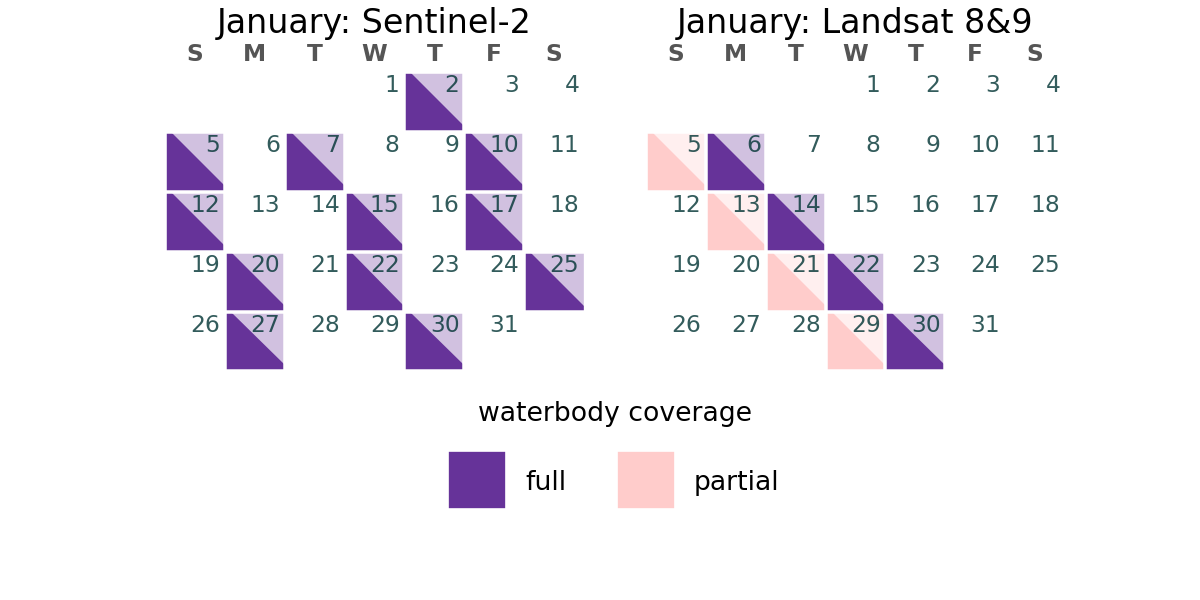 January: Sentinel-2
S M T W T F S
1 2 3 4
5 6 7 8 9 10 11
12 13 14 15 16 17 18
19 20 21 22 23 24 25
26 27 28 29 30 31
January: Landsat 8&9
S M T W T F S
1 2 3 4
5 6 7 8 9 10 11
12 13 14 15 16 17 18
19 20 21 22 23 24 25
26 27 28 29 30 31
waterbody coverage
full partial